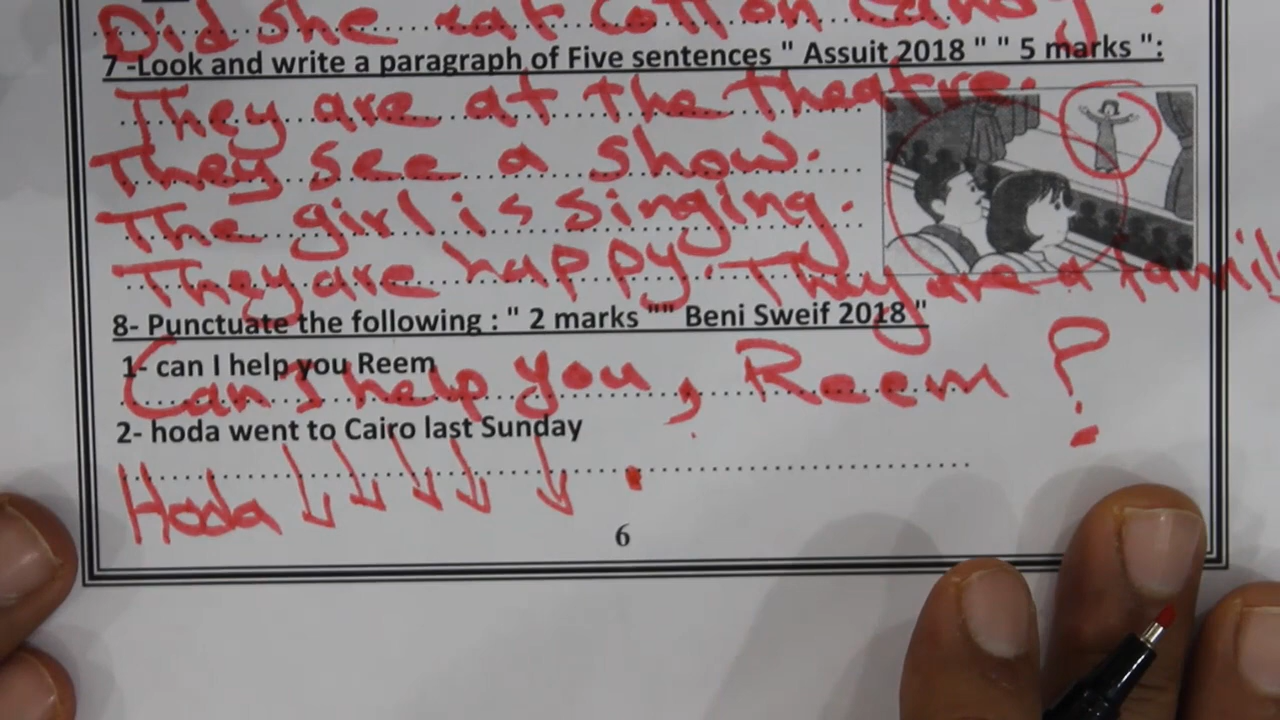 Did she eat cotton candy?
7 -Look and write a paragraph of Five sentences " Assuit 2018 " " 5 marks ":
They are at the theatre.
They see a show.
The girl is singing.
They are happy. They are a famil
8- Punctuate the following : " 2 marks "" Beni Sweif 2018 "
1- can I help you Reem
Can I help you, Reem?
2- hoda went to Cairo last Sunday
Hoda .
6